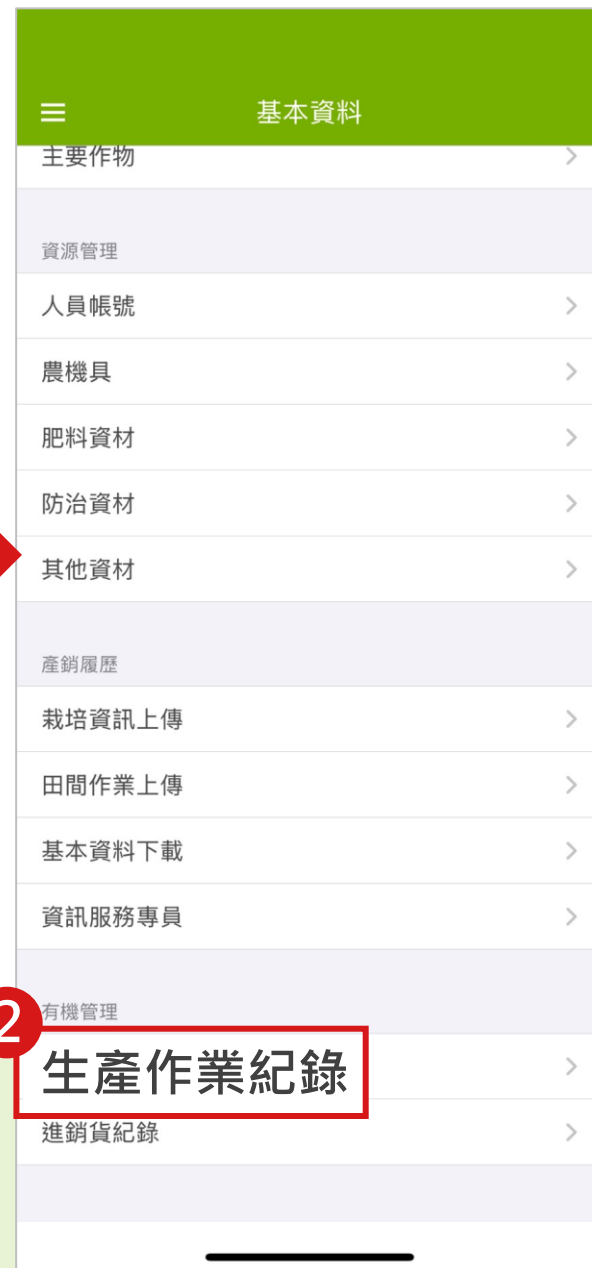 基本資料
主要作物
資源管理
人員帳號
農機具
肥料資材
防治資材
其他資材
產銷履歷
栽培資訊上傳
田間作業上傳
基本資料下載
資訊服務專員
有機管理
2
生產作業紀錄
進銷貨紀錄